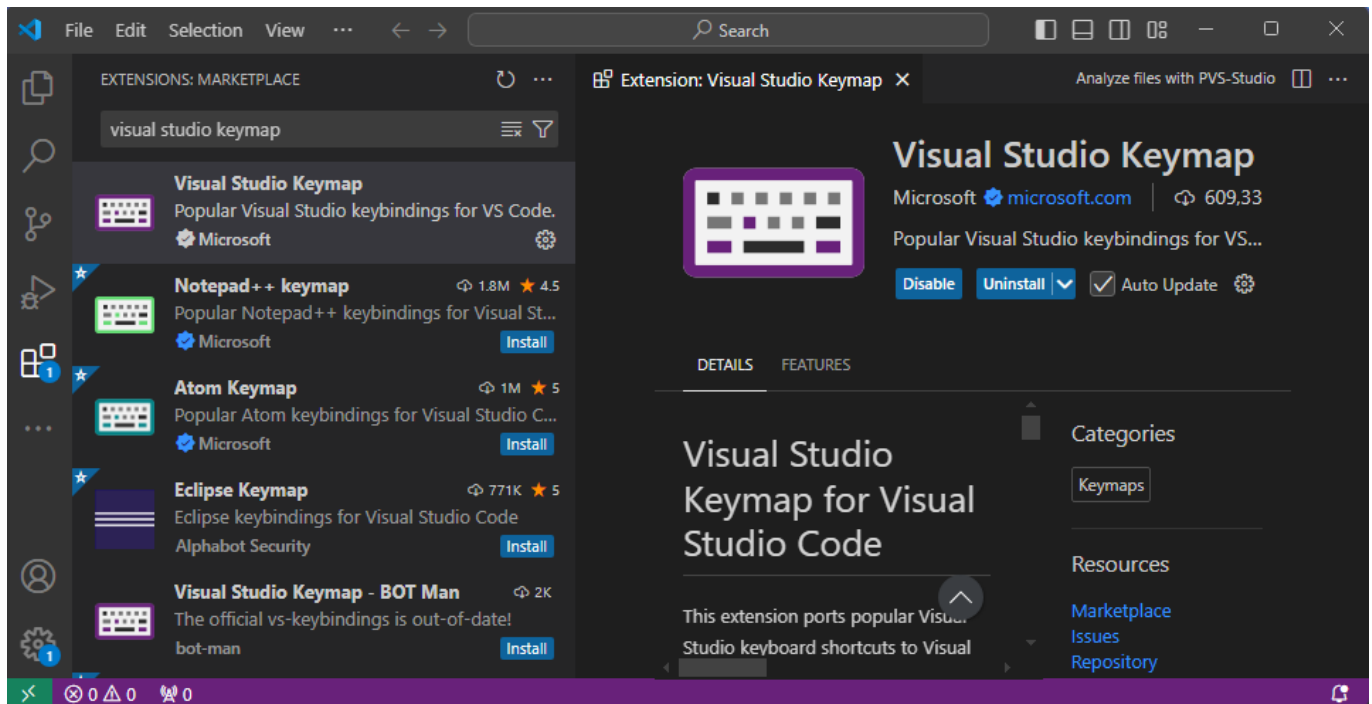 File Edit Selection View ··· Search
EXTENSIONS: MARKETPLACE
visual studio keymap
Visual Studio Keymap
Popular Visual Studio keybindings for VS Code.
Microsoft
Notepad++ keymap 1.8M ★ 4.5
Popular Notepad++ keybindings for Visual St...
Microsoft Install
Atom Keymap 1M ★ 5
Popular Atom keybindings for Visual Studio C...
Microsoft Install
Eclipse Keymap 771K ★ 5
Eclipse keybindings for Visual Studio Code
Alphabot Security Install
Visual Studio Keymap - BOT Man 2K
The official vs-keybindings is out-of-date!
bot-man Install
1
1
Extension: Visual Studio Keymap
Analyze files with PVS-Studio
Visual Studio Keymap
Microsoft microsoft.com | 609,33
Popular Visual Studio keybindings for VS...
Disable Uninstall Auto Update
DETAILS FEATURES
Visual Studio
Keymap for Visual
Studio Code
This extension ports popular Visual
Studio keyboard shortcuts to Visual
Categories
Keymaps
Resources
Marketplace
Issues
Repository
0 0 0